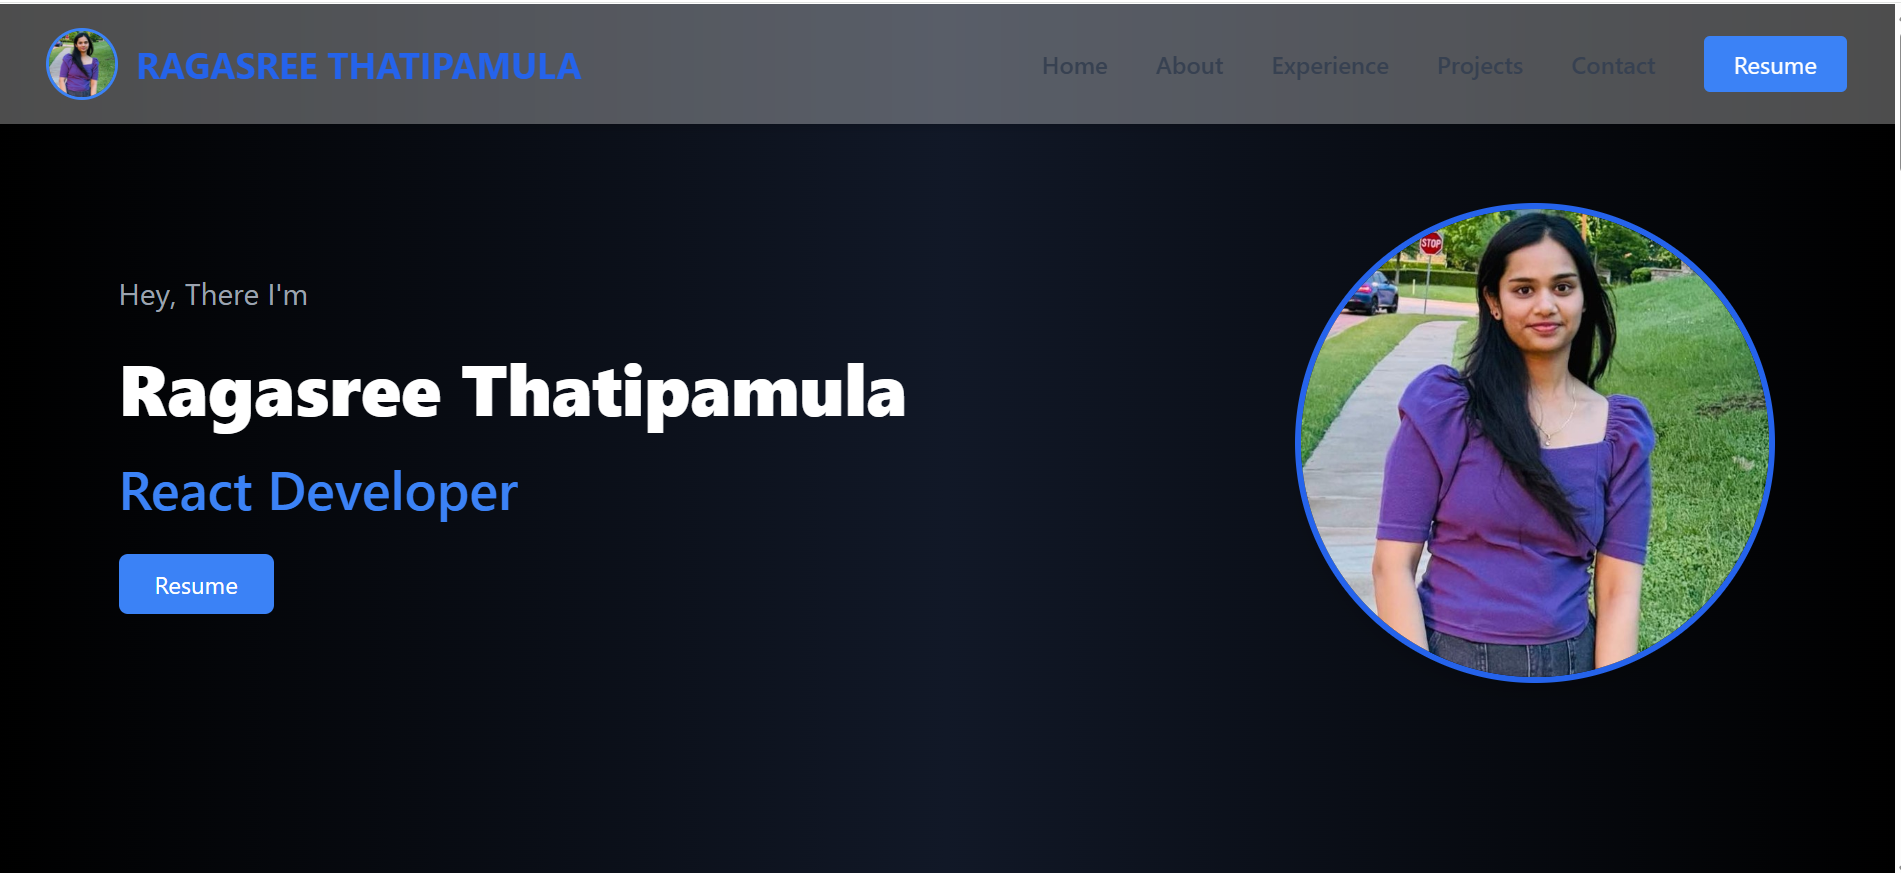 RAGASREE THATIPAMULA
Home About Experience Projects Contact Resume
STOP
Hey, There I'm
Ragasree Thatipamula
React Developer
Resume